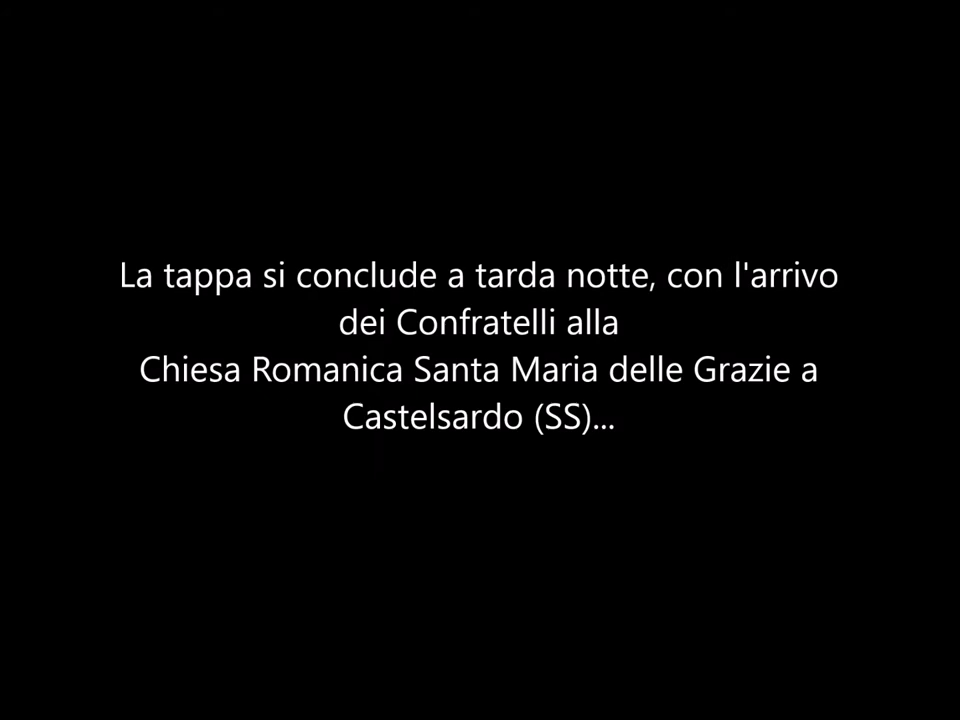 La tappa si conclude a tarda notte, con l'arrivo
dei Confratelli alla
Chiesa Romanica Santa Maria delle Grazie a
Castelsardo (SS)...